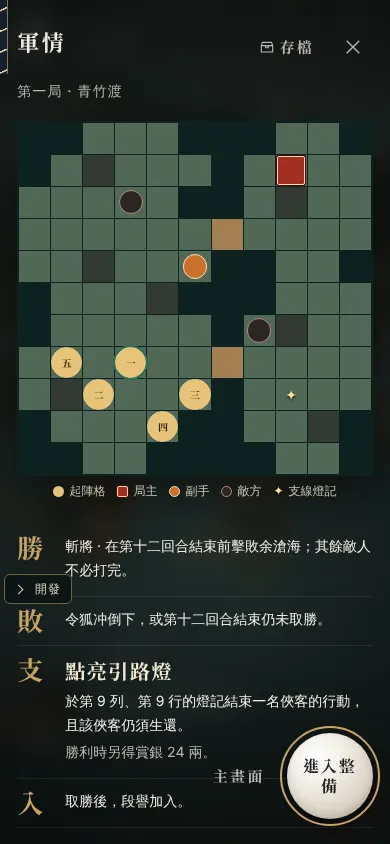 軍情
存檔
第一局 · 青竹渡
五
一
二
三
四
起陣格 局主 副手 敵方 支線燈記
勝
斬將 · 在第十二回合結束前擊敗余滄海；其餘敵人
不必打完。
開發
敗
令狐冲倒下，或第十二回合結束仍未取勝。
支
點亮引路燈
於第 9 列、第 9 行的燈記結束一名俠客的行動，
且該俠客仍須生還。
勝利時另得賞銀 24 兩。
主畫面
進入整
備
入
取勝後，段譽加入。